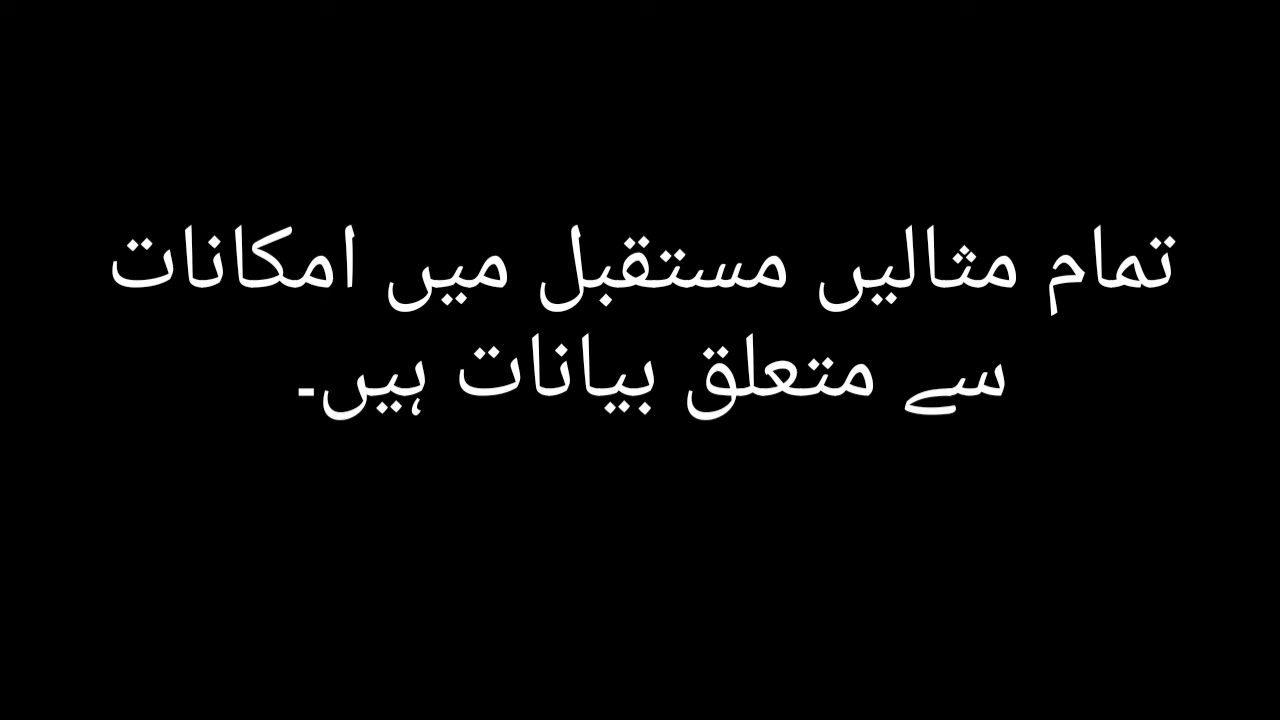 تمام مثالیں مستقبل میں امکانات
سے متعلق بیانات ہیں۔